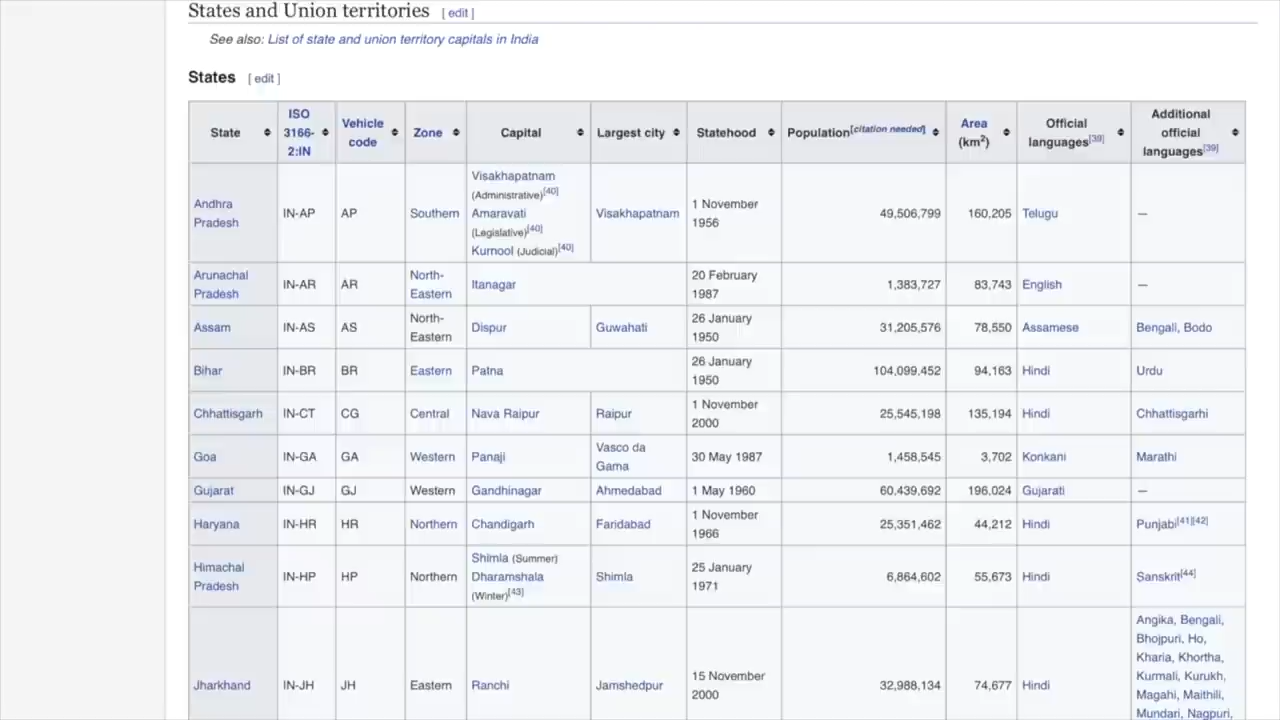 States and Union territories [ edit ]
See also: List of state and union territory capitals in India
States [ edit ]
State ISO 3166-2:IN Vehicle code Zone Capital Largest city Statehood Population[citation needed] Area (km2) Official languages[39] Additional official languages[39]
Andhra Pradesh IN-AP AP Southern Visakhapatnam (Administrative)[40] Amaravati (Legislative)[40] Kurnool (Judicial)[40] Visakhapatnam 1 November 1956 49,506,799 160,205 Telugu —
Arunachal Pradesh IN-AR AR North-Eastern Itanagar 20 February 1987 1,383,727 83,743 English —
Assam IN-AS AS North-Eastern Dispur Guwahati 26 January 1950 31,205,576 78,550 Assamese Bengali, Bodo
Bihar IN-BR BR Eastern Patna 26 January 1950 104,099,452 94,163 Hindi Urdu
Chhattisgarh IN-CT CG Central Nava Raipur Raipur 1 November 2000 25,545,198 135,194 Hindi Chhattisgarhi
Goa IN-GA GA Western Panaji Vasco da Gama 30 May 1987 1,458,545 3,702 Konkani Marathi
Gujarat IN-GJ GJ Western Gandhinagar Ahmedabad 1 May 1960 60,439,692 196,024 Gujarati —
Haryana IN-HR HR Northern Chandigarh Faridabad 1 November 1966 25,351,462 44,212 Hindi Punjabi[41][42]
Himachal Pradesh IN-HP HP Northern Shimla (Summer) Dharamshala (Winter)[43] Shimla 25 January 1971 6,864,602 55,673 Hindi Sanskrit[44]
Jharkhand IN-JH JH Eastern Ranchi Jamshedpur 15 November 2000 32,988,134 74,677 Hindi Angika, Bengali, Bhojpuri, Ho, Kharia, Khortha, Kurmali, Kurukh, Magahi, Maithili, Mundari, Nagpuri,